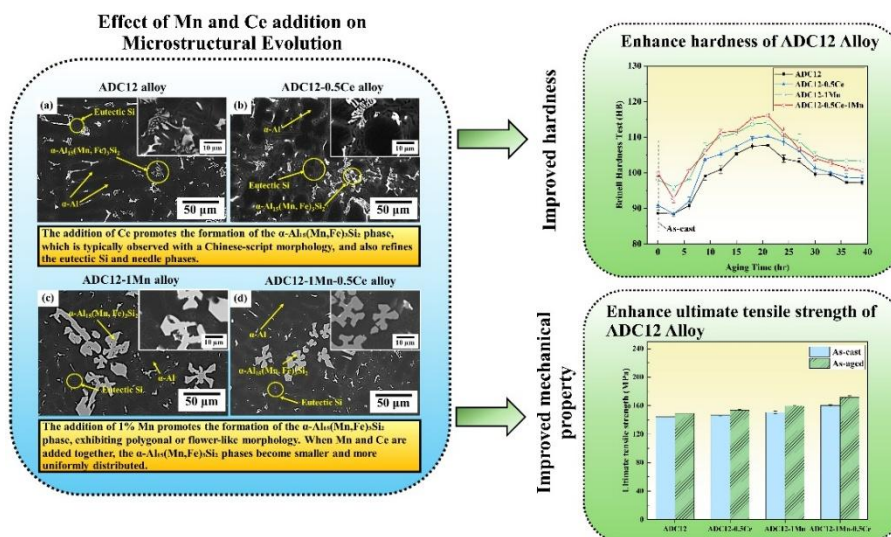 Effect of Mn and Ce addition on
Microstructural Evolution
ADC12 alloy
ADC12-0.5Ce alloy
(a)
Eutectic Si
α-Al₁₅(Mn, Fe)₃Si₂
α-Al
10 µm
50 µm
(b)
α-Al
Eutectic Si
α-Al₁₅(Mn, Fe)₃Si₂
10 µm
50 µm
The addition of Ce promotes the formation of the α-Al₁₅(Mn,Fe)₃Si₂ phase,
which is typically observed with a Chinese-script morphology, and also refines
the eutectic Si and needle phases.
ADC12-1Mn alloy
ADC12-1Mn-0.5Ce alloy
(c)
α-Al₁₅(Mn, Fe)₃Si₂
α-Al
Eutectic Si
10 µm
50 µm
(d)
α-Al
α-Al₁₅(Mn, Fe)₃Si₂
Eutectic Si
10 µm
50 µm
The addition of 1% Mn promotes the formation of the α-Al₁₅(Mn,Fe)₃Si₂
phase, exhibiting polygonal or flower-like morphology. When Mn and Ce are
added together, the α-Al₁₅(Mn,Fe)₃Si₂ phases become smaller and more
uniformly distributed.
Improved hardness
Improved mechanical
property
Enhance hardness of ADC12 Alloy
Brinell Hardness Test (HB)
130
120
110
100
90
80
ADC12
ADC12-0.5Ce
ADC12-1Mn
ADC12-0.5Ce-1Mn
As-cast
0 5 10 15 20 25 30 35 40
Aging Time (hr)
Enhance ultimate tensile strength of
ADC12 Alloy
Ultimate tensile strength (MPa)
240
200
160
120
80
40
0
As-cast
As-aged
ADC12 ADC12-0.5Ce ADC12-1Mn ADC12-1Mn-0.5Ce